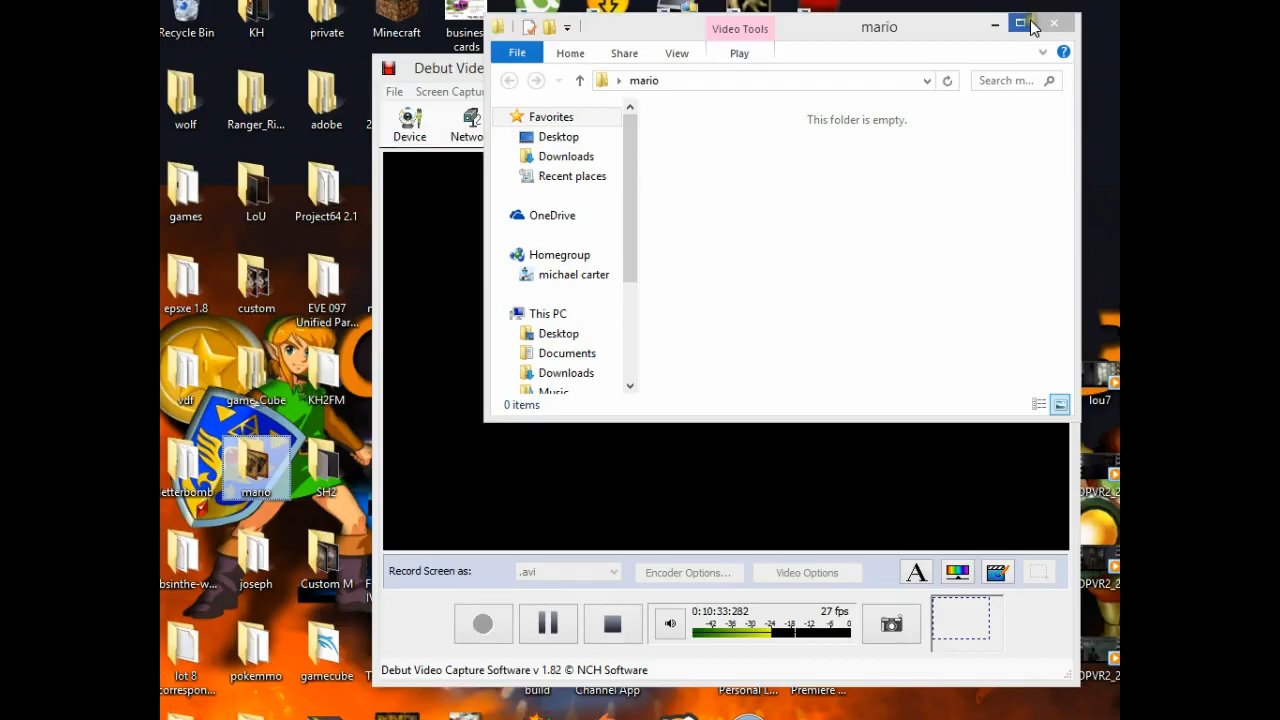 Recycle Bin
KH
private
Minecraft
business
cards
wolf
Ranger_Ri...
adobe
2
games
LoU
Project64 2.1
epsxe 1.8
custom
EVE 097
Unified Par...
vdf
game_Cube
KH2FM
etterbomb
mario
SH2
bsinthe-w...
joseph
Custom M
lot 8
correspon...
pokemmo
gamecube
Video Tools
mario
File
Home
Share
View
Play
mario
Search m...
Favorites
Desktop
Downloads
Recent places
OneDrive
Homegroup
michael carter
This PC
Desktop
Documents
Downloads
Music
This folder is empty.
0 items
Debut Vide
File
Screen Captu
Device
Netwo
Record Screen as:
.avi
Encoder Options...
Video Options
A
0:10:33:282
27 fps
-42 -36 -30 -24 -18 -12 -6 0
Debut Video Capture Software v 1.82 © NCH Software
build
Channel App
Personal L...
Premiere ...
lou7
OPVR2_2
OPVR2_2
OPVR2_2